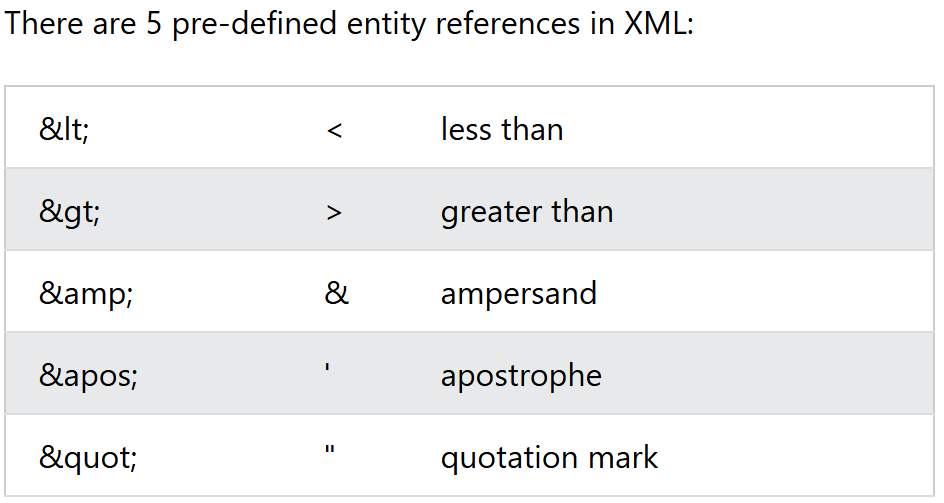 There are 5 pre-defined entity references in XML:
&lt; < less than
&gt; > greater than
&amp; & ampersand
&apos; ' apostrophe
&quot; " quotation mark